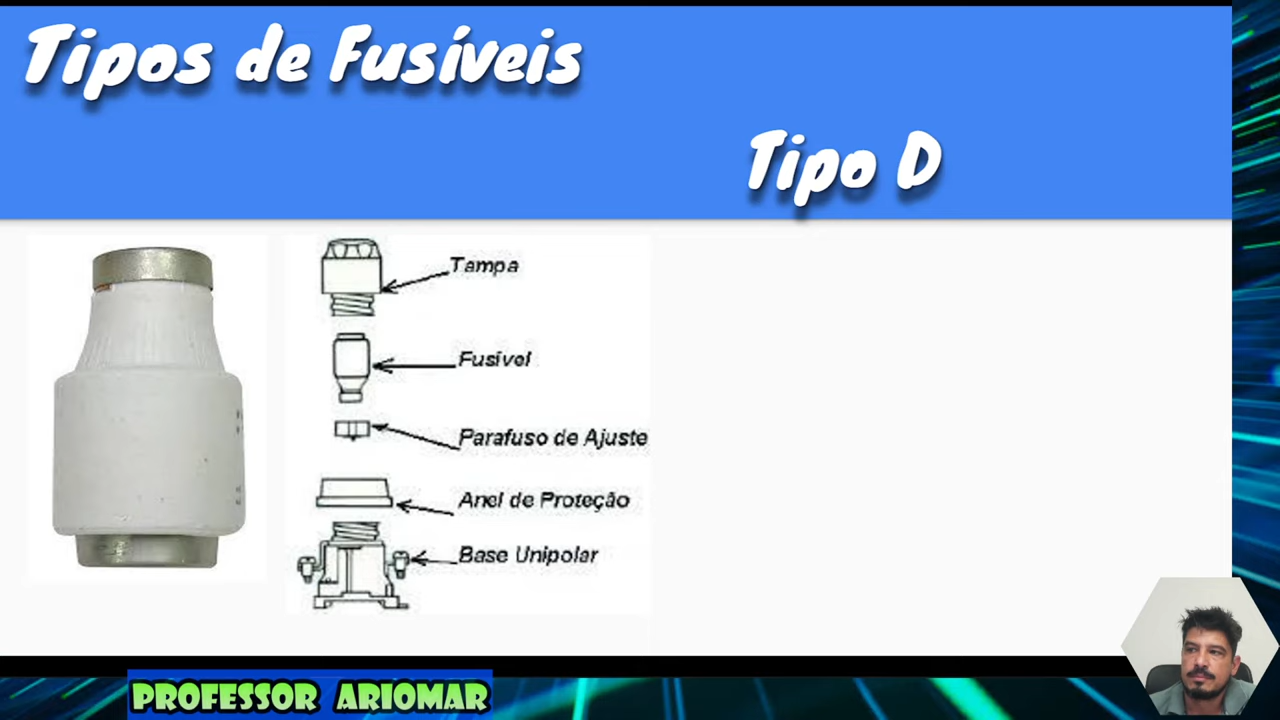 Tipos de Fusíveis
Tipo D
Tampa
Fusível
Parafuso de Ajuste
Anel de Proteção
Base Unipolar
PROFESSOR ARIOMAR